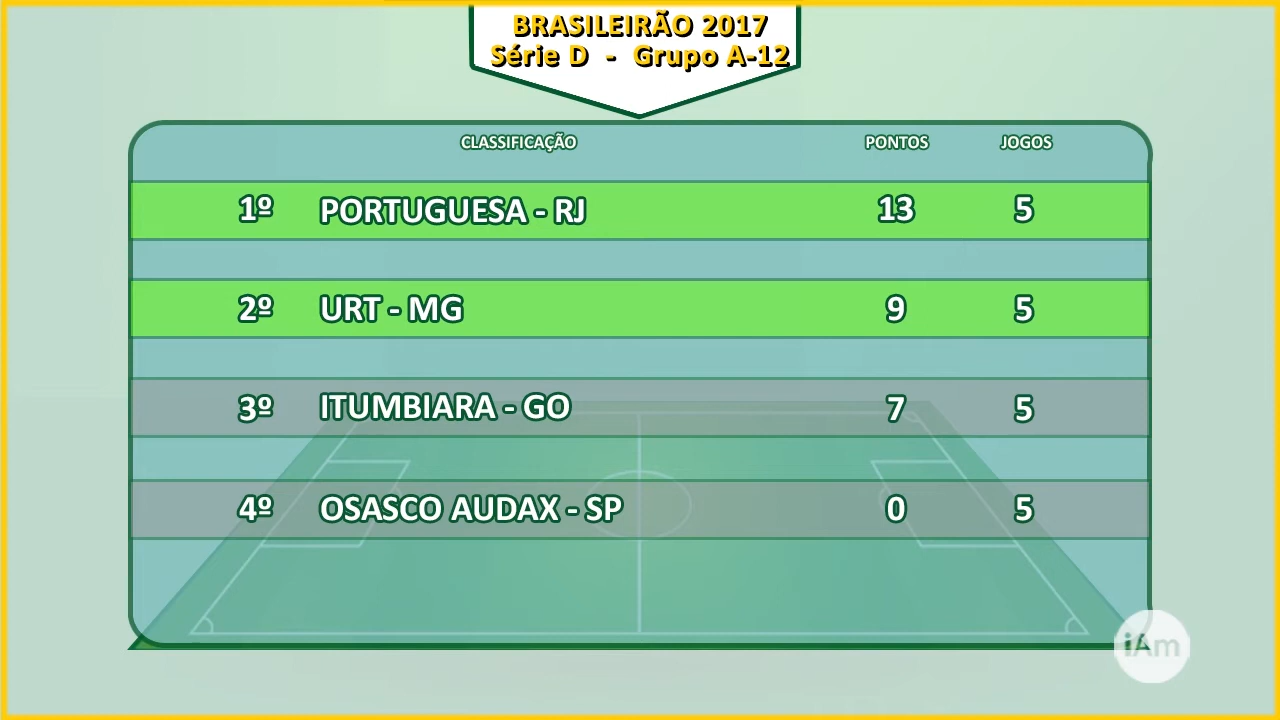 BRASILEIRÃO 2017
Série D - Grupo A-12
CLASSIFICAÇÃO PONTOS JOGOS
1º PORTUGUESA - RJ 13 5
2º URT - MG 9 5
3º ITUMBIARA - GO 7 5
4º OSASCO AUDAX - SP 0 5
iAm